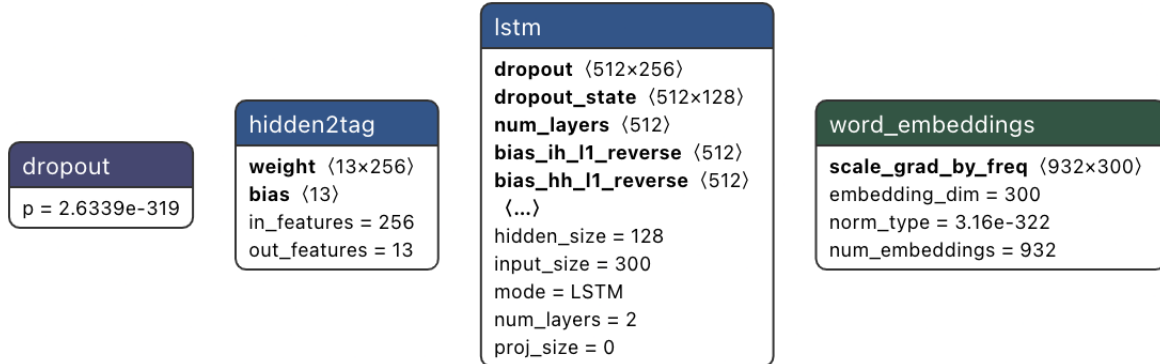 dropout
p = 2.6339e-319
hidden2tag
weight 〈13×256〉
bias 〈13〉
in_features = 256
out_features = 13
lstm
dropout 〈512×256〉
dropout_state 〈512×128〉
num_layers 〈512〉
bias_ih_l1_reverse 〈512〉
bias_hh_l1_reverse 〈512〉
〈...〉
hidden_size = 128
input_size = 300
mode = LSTM
num_layers = 2
proj_size = 0
word_embeddings
scale_grad_by_freq 〈932×300〉
embedding_dim = 300
norm_type = 3.16e-322
num_embeddings = 932